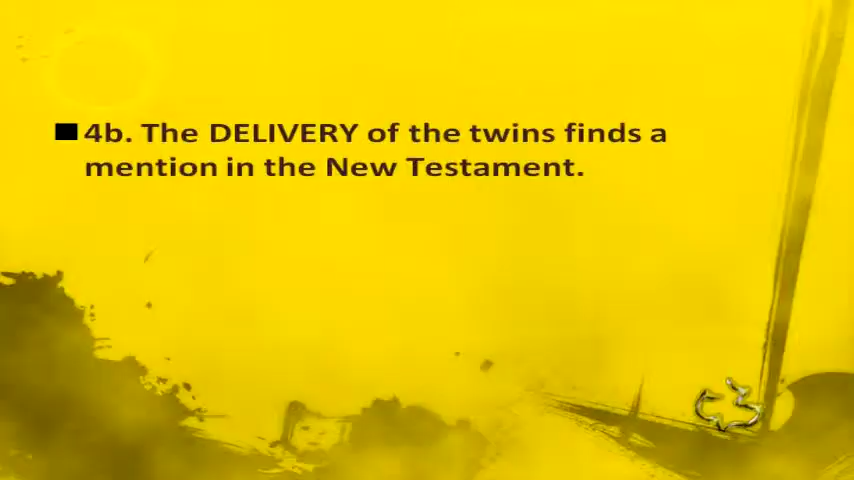 4b. The DELIVERY of the twins finds a
mention in the New Testament.